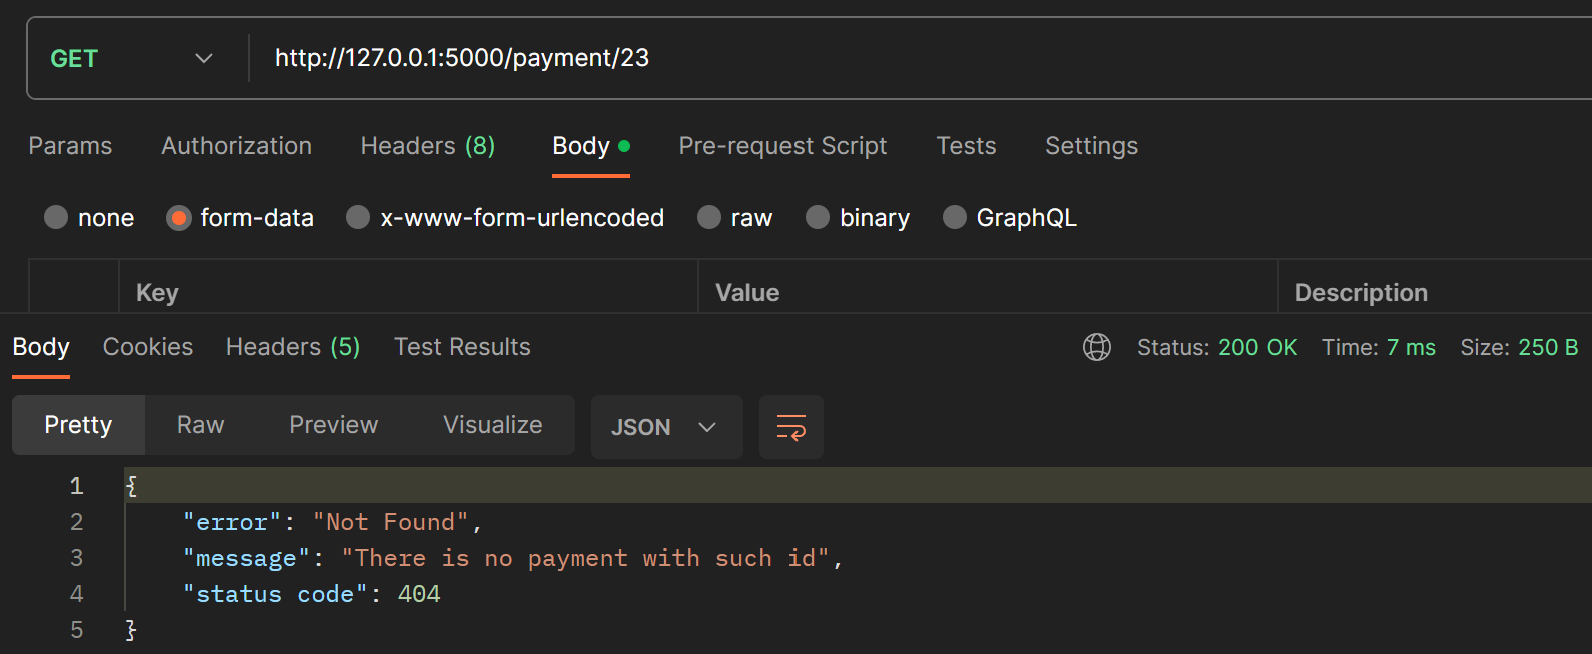 GET http://127.0.0.1:5000/payment/23
Params Authorization Headers (8) Body Pre-request Script Tests Settings
none form-data x-www-form-urlencoded raw binary GraphQL
Key Value Description
Body Cookies Headers (5) Test Results Status: 200 OK Time: 7 ms Size: 250 B
Pretty Raw Preview Visualize JSON
1 {
2 "error": "Not Found",
3 "message": "There is no payment with such id",
4 "status code": 404
5 }